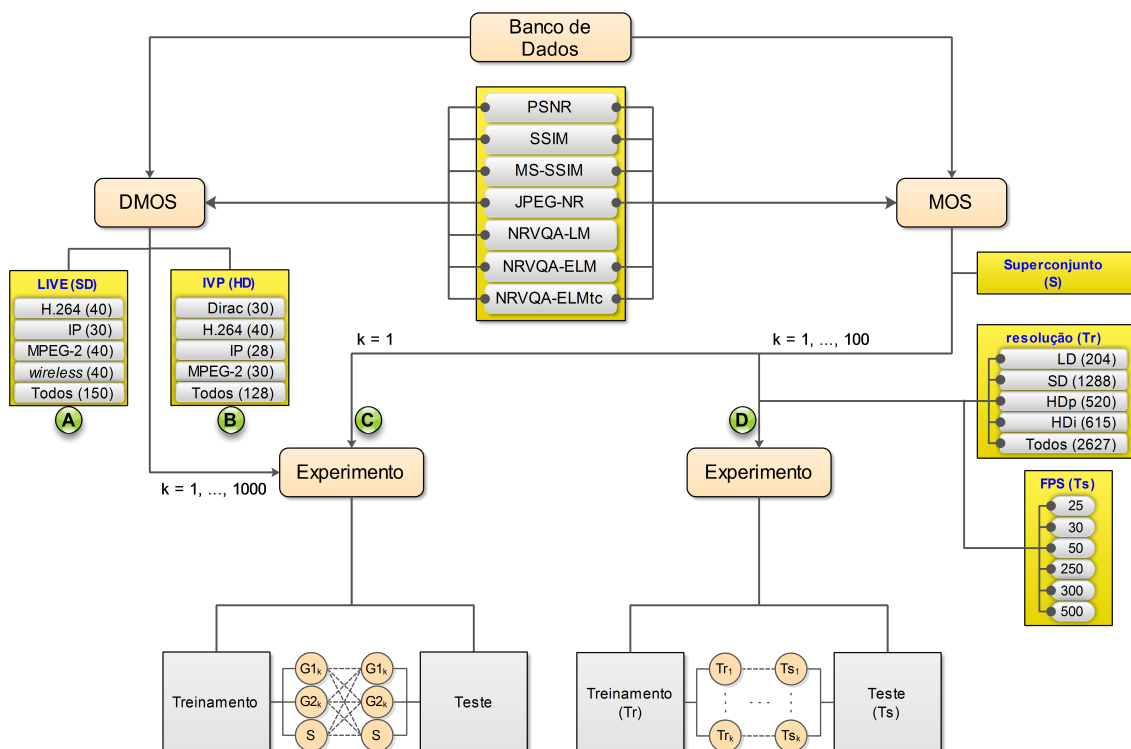 Banco de
Dados
PSNR
SSIM
MS-SSIM
JPEG-NR
NRVQA-LM
NRVQA-ELM
NRVQA-ELMtc
DMOS
MOS
LIVE (SD)
H.264 (40)
IP (30)
MPEG-2 (40)
wireless (40)
Todos (150)
A
IVP (HD)
Dirac (30)
H.264 (40)
IP (28)
MPEG-2 (30)
Todos (128)
B
Superconjunto
(S)
k = 1
k = 1, ..., 100
resolução (Tr)
LD (204)
SD (1288)
HDp (520)
HDi (615)
Todos (2627)
C
D
Experimento
Experimento
k = 1, ..., 1000
FPS (Ts)
25
30
50
250
300
500
Treinamento
G1k
G2k
S
G1k
G2k
S
Teste
Treinamento
(Tr)
Tr1
Ts1
...
Trk
Tsk
Teste
(Ts)